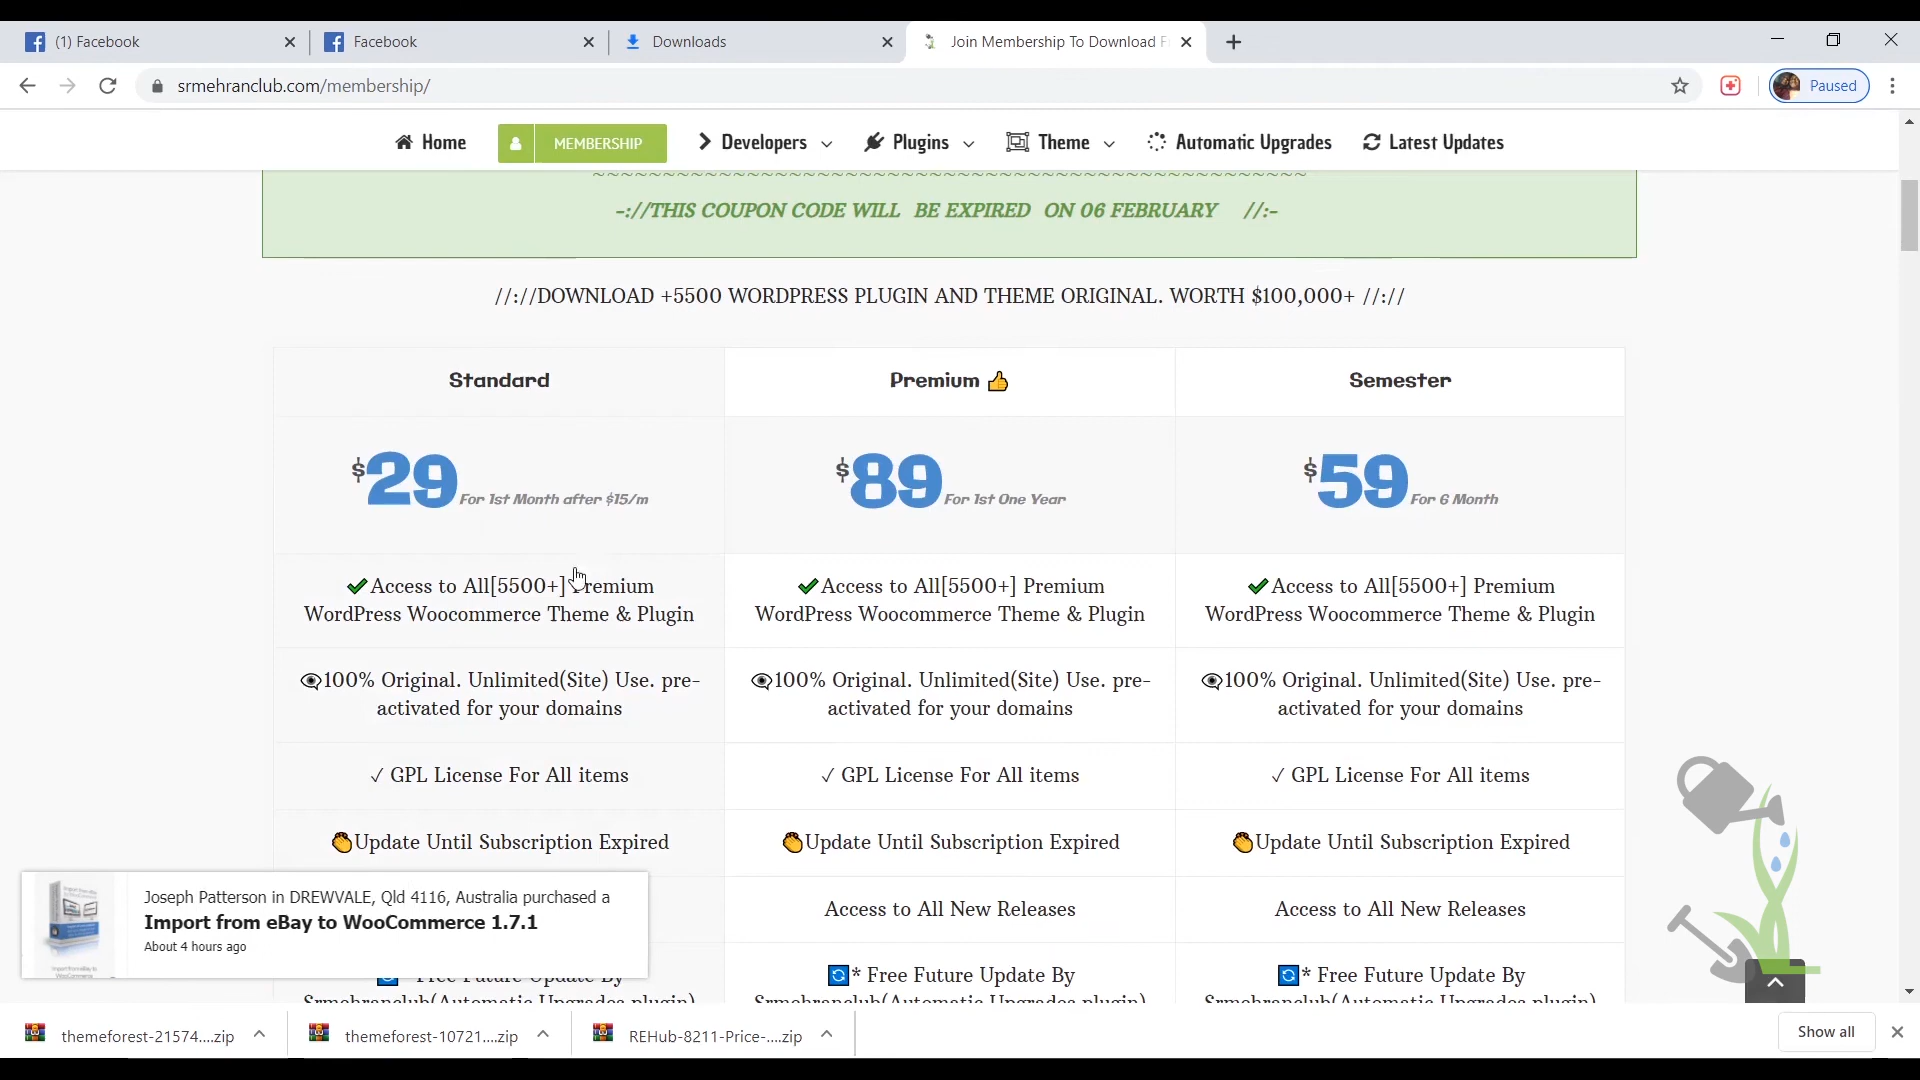 (1) Facebook
Facebook
Downloads
Join Membership To Download F
srmehranclub.com/membership/
Paused
Home
MEMBERSHIP
Developers
Plugins
Theme
Automatic Upgrades
Latest Updates
~~~~~~~~~~~~~~~~~~~~~~~~~~~~~~~~~~~~~~~~~~~~~~~~~~~~~~~~~~~~~
-://THIS COUPON CODE WILL BE EXPIRED ON 06 FEBRUARY //:-
//://DOWNLOAD +5500 WORDPRESS PLUGIN AND THEME ORIGINAL. WORTH $100,000+ //://
Standard
Premium 👍
Semester
$29 For 1st Month after $15/m
$89 For 1st One Year
$59 For 6 Month
✔Access to All[5500+] Premium
WordPress Woocommerce Theme & Plugin
✔Access to All[5500+] Premium
WordPress Woocommerce Theme & Plugin
✔Access to All[5500+] Premium
WordPress Woocommerce Theme & Plugin
👁‍🗨100% Original. Unlimited(Site) Use. pre-
activated for your domains
👁‍🗨100% Original. Unlimited(Site) Use. pre-
activated for your domains
👁‍🗨100% Original. Unlimited(Site) Use. pre-
activated for your domains
✓ GPL License For All items
✓ GPL License For All items
✓ GPL License For All items
👏Update Until Subscription Expired
👏Update Until Subscription Expired
👏Update Until Subscription Expired
Joseph Patterson in DREWVALE, Qld 4116, Australia purchased a
Import from eBay to WooCommerce 1.7.1
About 4 hours ago
Access to All New Releases
Access to All New Releases
* Free Future Update By
Srmehranclub(Automatic Upgrades plugin)
🔄* Free Future Update By
Srmehranclub(Automatic Upgrades plugin)
🔄* Free Future Update By
Srmehranclub(Automatic Upgrades plugin)
themeforest-21574....zip
themeforest-10721....zip
REHub-8211-Price-....zip
Show all